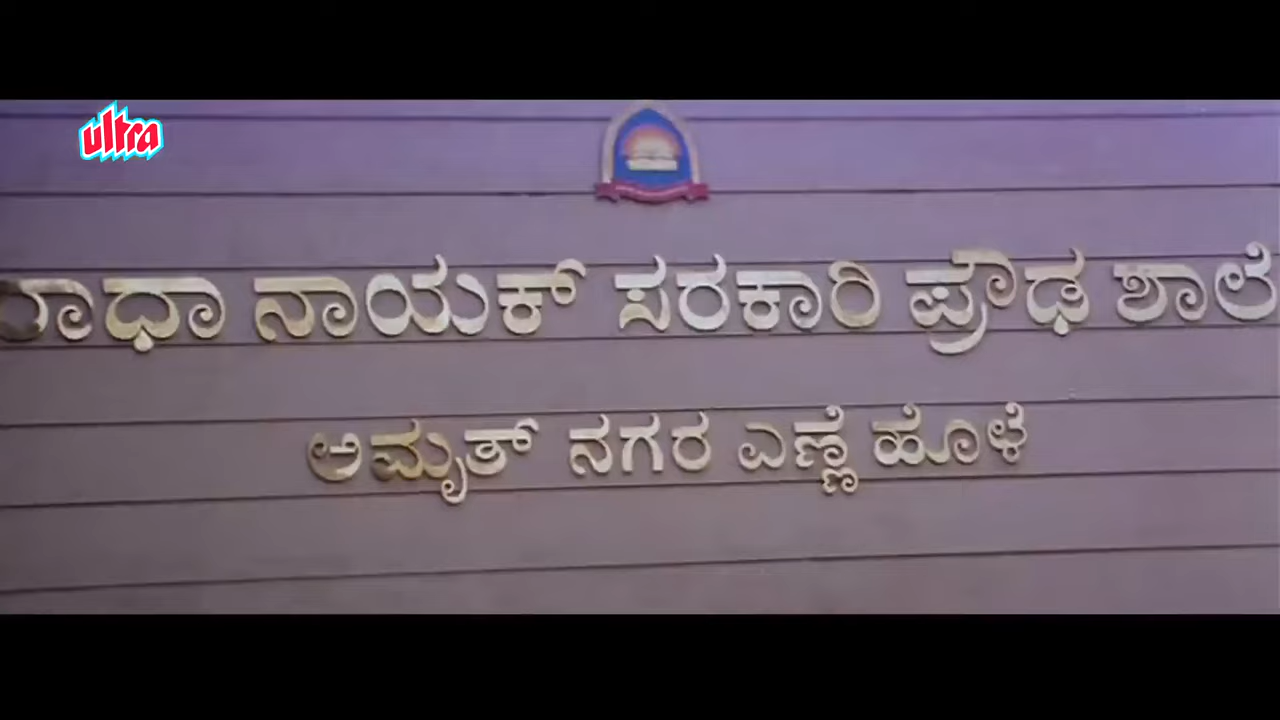 ultra
ರಾಧಾ ನಾಯಕ್ ಸರಕಾರಿ ಪ್ರೌಢ ಶಾಲೆ
ಅಮೃತ್ ನಗರ ಎಣ್ಣೆ ಹೊಳೆ